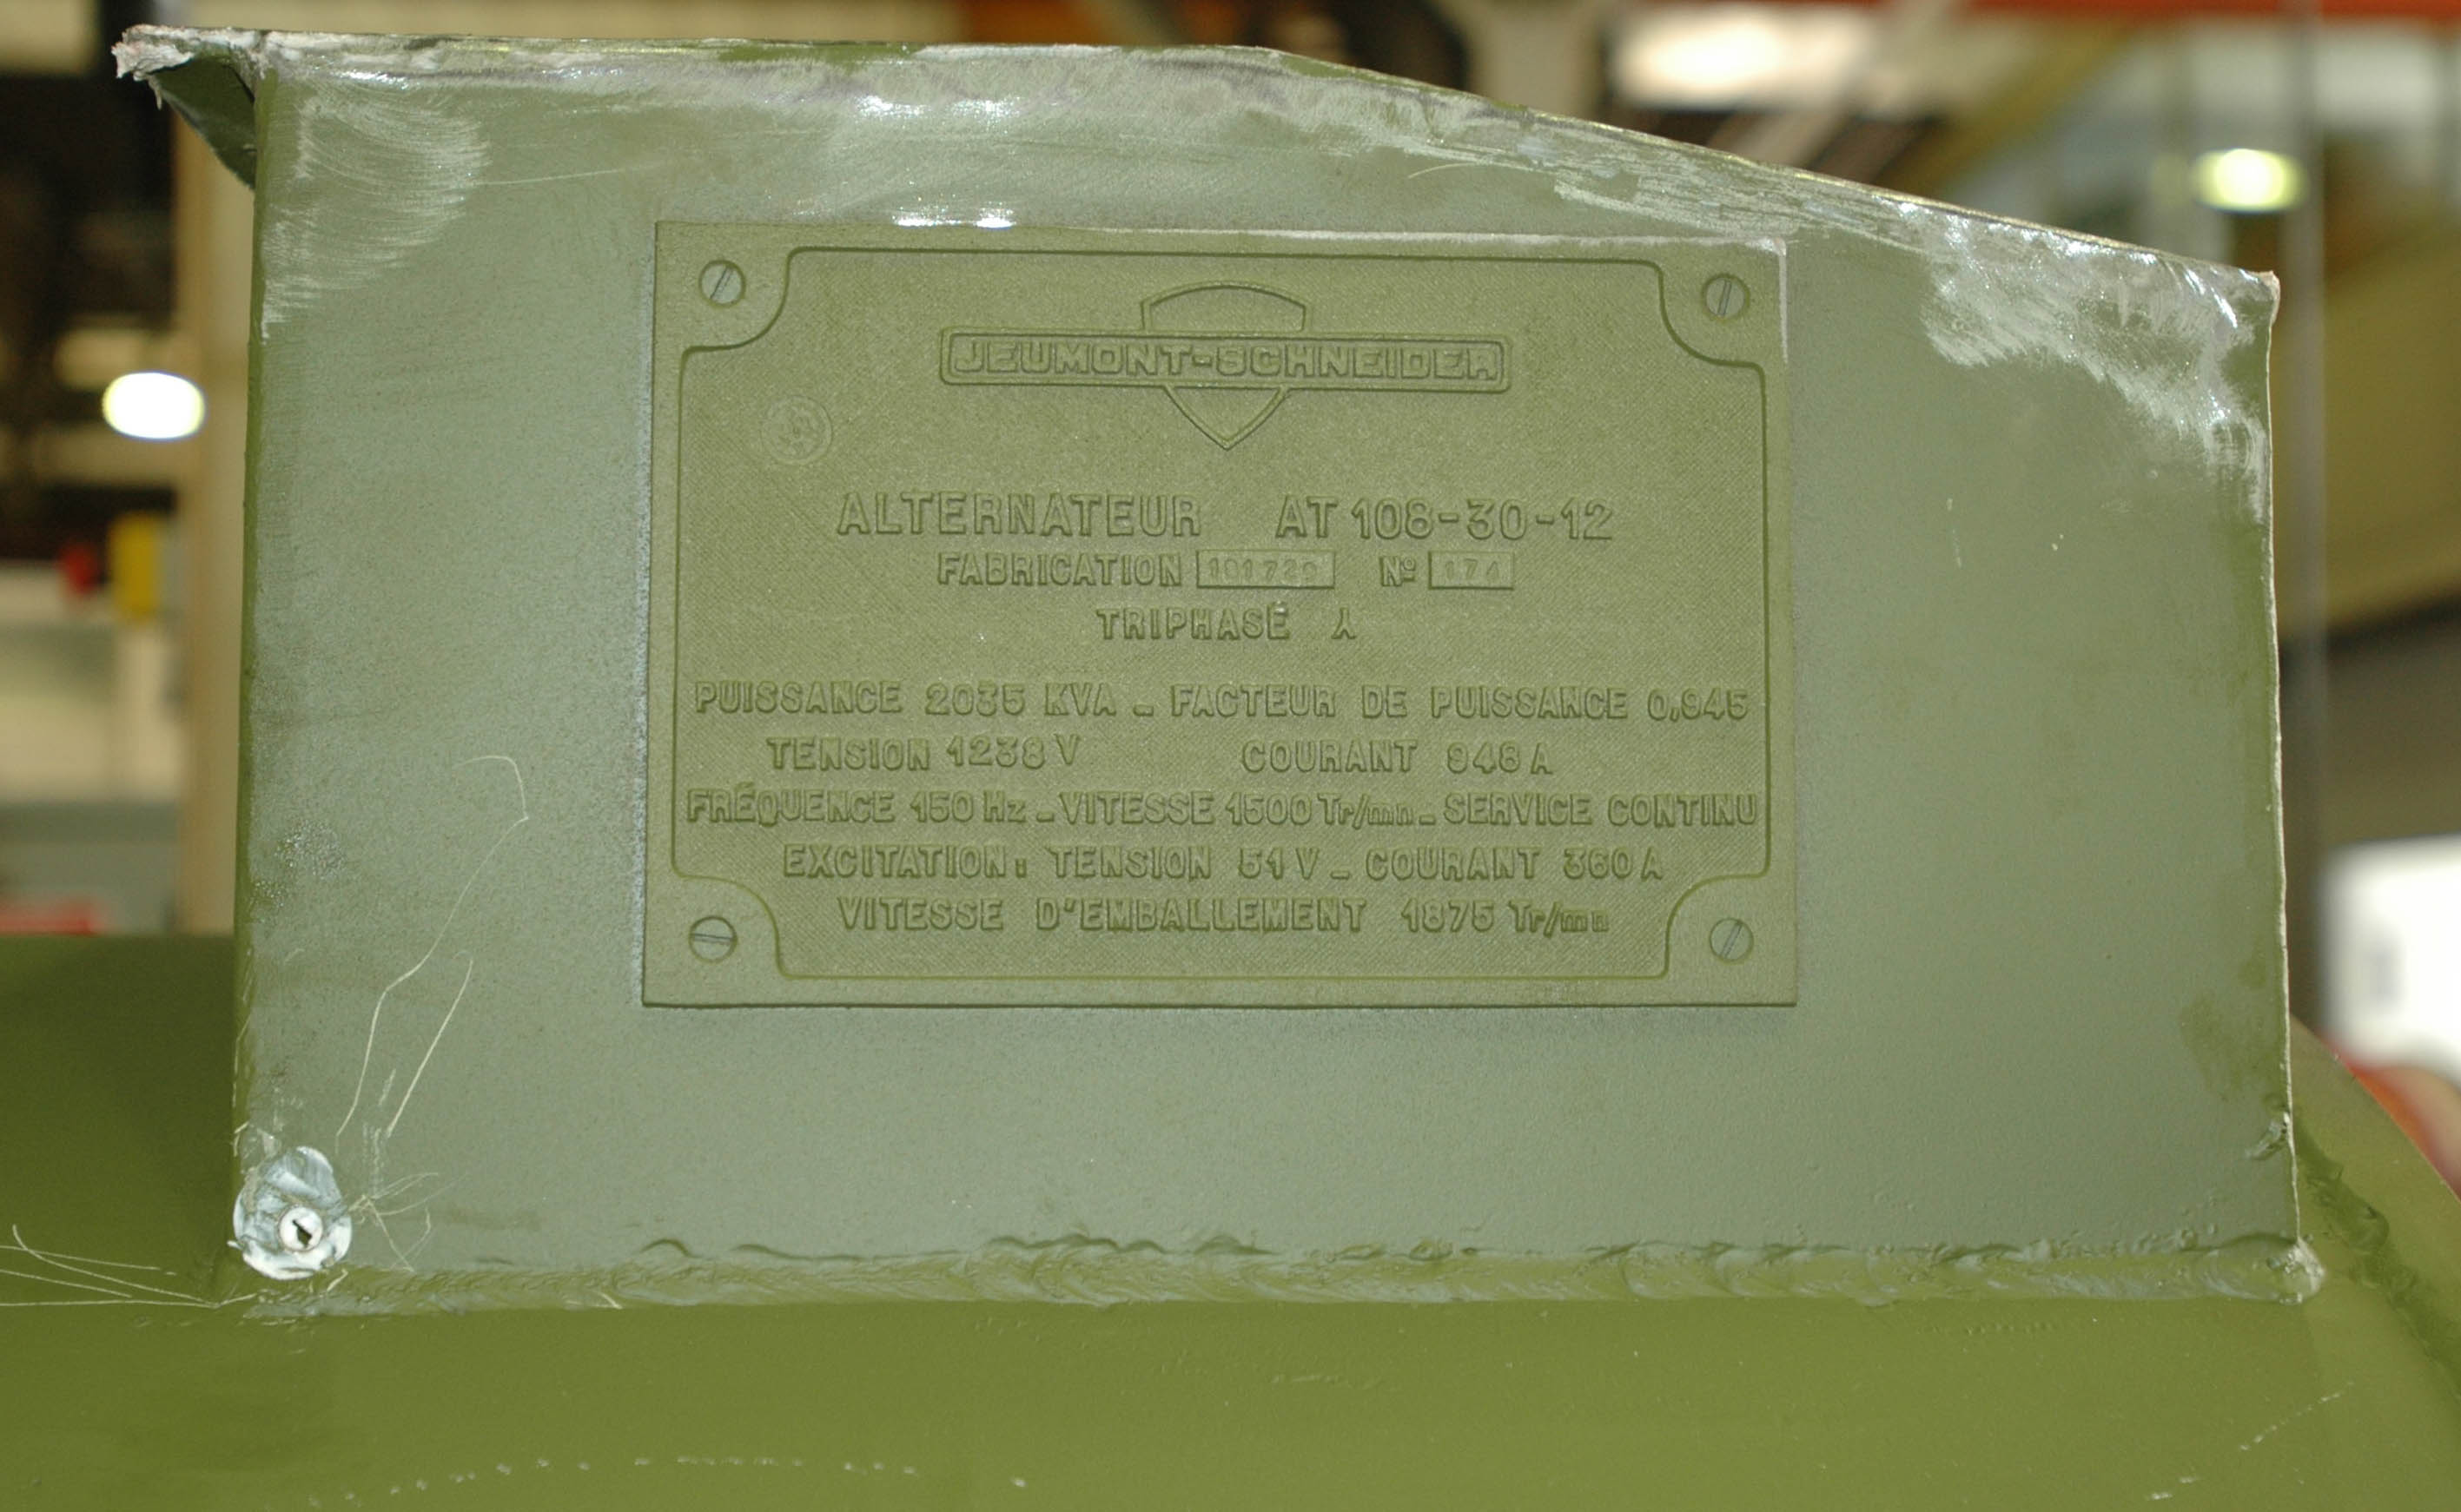 JEUMONT-SCHNEIDER
ALTERNATEUR AT 108-30-12
FABRICATION Nº 174
TRIPHASÉ
PUISSANCE 2035 KVA _ FACTEUR DE PUISSANCE 0,945
TENSION 1238 V COURANT 948 A
FRÉQUENCE 150 Hz _ VITESSE 1500 Tr/mn _ SERVICE CONTINU
EXCITATION : TENSION 51 V _ COURANT 360 A
VITESSE D'EMBALLEMENT 1875 Tr/mn